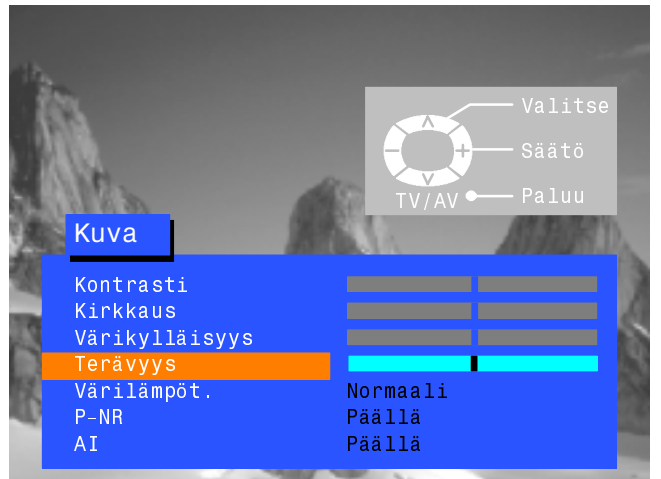 Valitse
Säätö
TV/AV Paluu
Kuva
Kontrasti
Kirkkaus
Värikylläisyys
Terävyys
Värilämpöt. Normaali
P-NR Päällä
AI Päällä